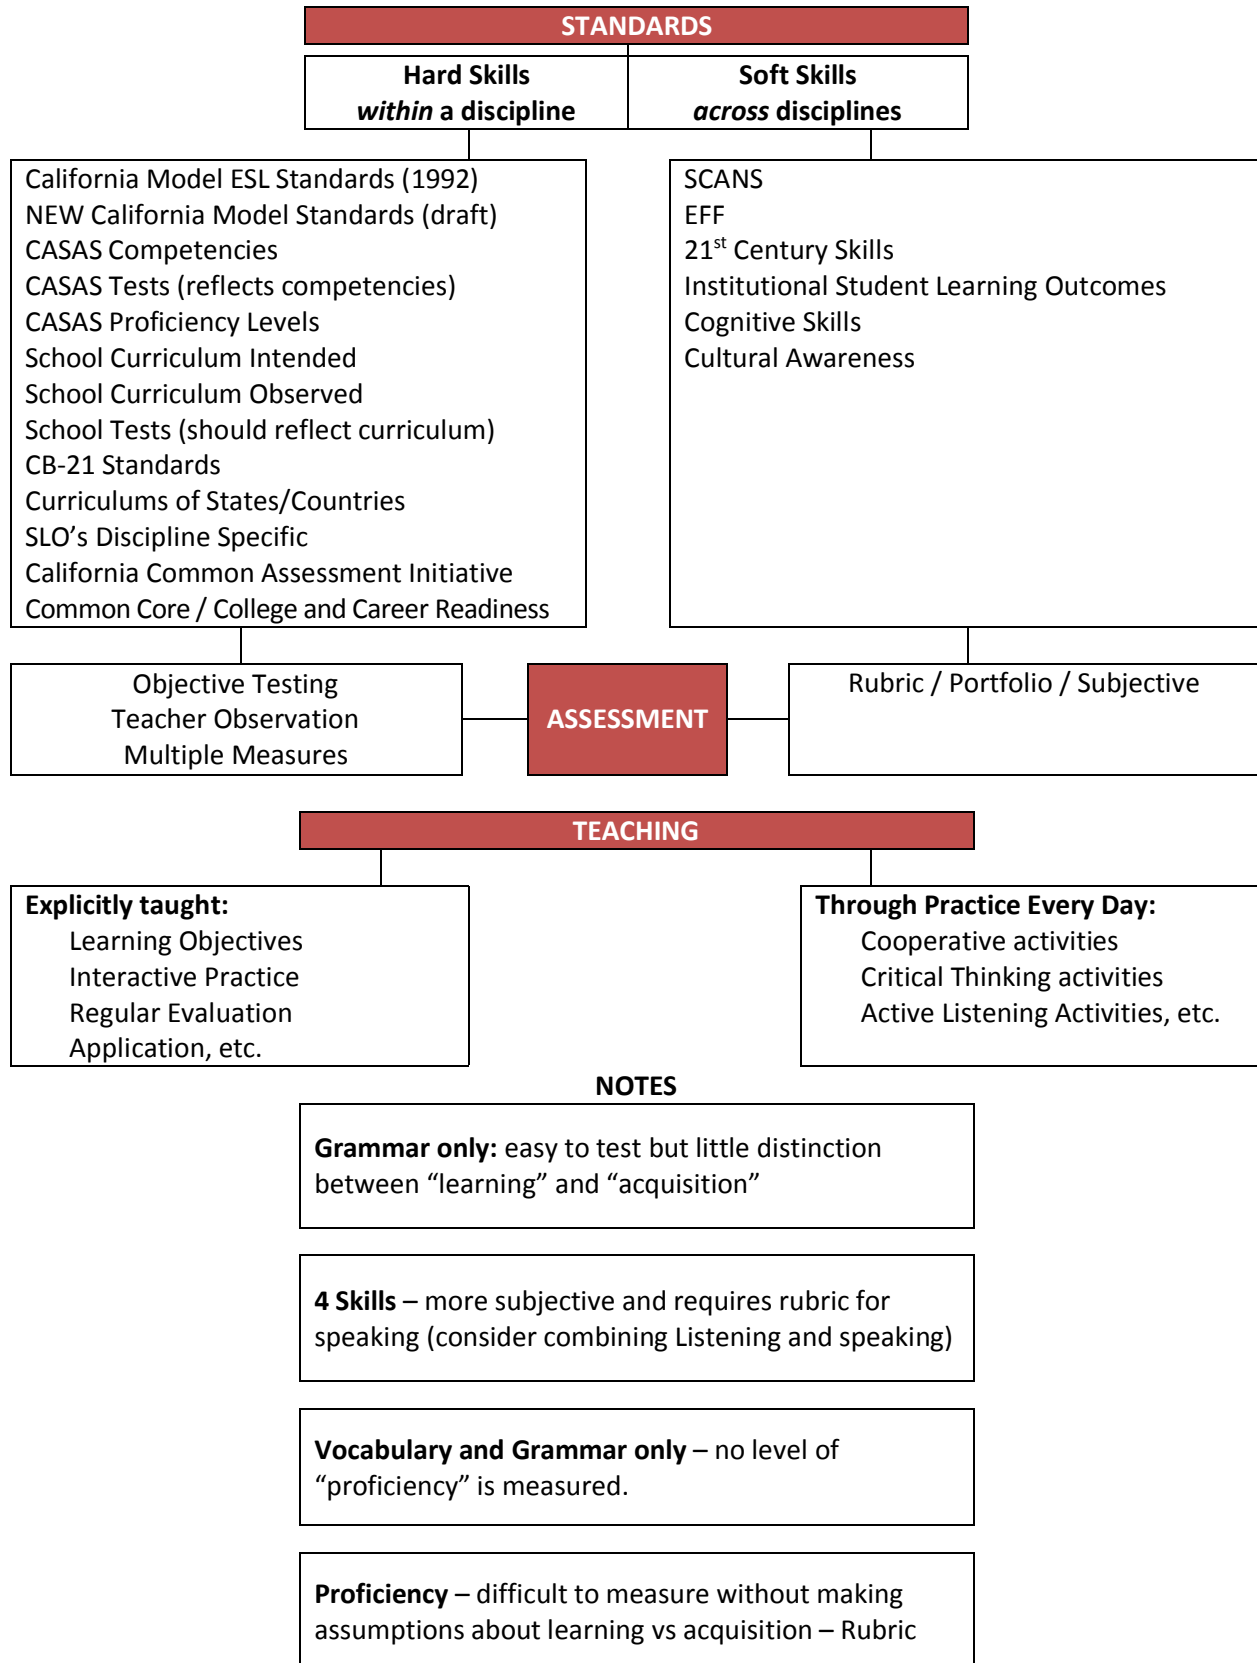 STANDARDS
Hard Skills
within a discipline
Soft Skills
across disciplines
California Model ESL Standards (1992)
NEW California Model Standards (draft)
CASAS Competencies
CASAS Tests (reflects competencies)
CASAS Proficiency Levels
School Curriculum Intended
School Curriculum Observed
School Tests (should reflect curriculum)
CB-21 Standards
Curriculums of States/Countries
SLO’s Discipline Specific
California Common Assessment Initiative
Common Core / College and Career Readiness
SCANS
EFF
21st Century Skills
Institutional Student Learning Outcomes
Cognitive Skills
Cultural Awareness
Objective Testing
Teacher Observation
Multiple Measures
ASSESSMENT
Rubric / Portfolio / Subjective
TEACHING
Explicitly taught:
Learning Objectives
Interactive Practice
Regular Evaluation
Application, etc.
Through Practice Every Day:
Cooperative activities
Critical Thinking activities
Active Listening Activities, etc.
NOTES
Grammar only: easy to test but little distinction
between “learning” and “acquisition”
4 Skills – more subjective and requires rubric for
speaking (consider combining Listening and speaking)
Vocabulary and Grammar only – no level of
“proficiency” is measured.
Proficiency – difficult to measure without making
assumptions about learning vs acquisition – Rubric